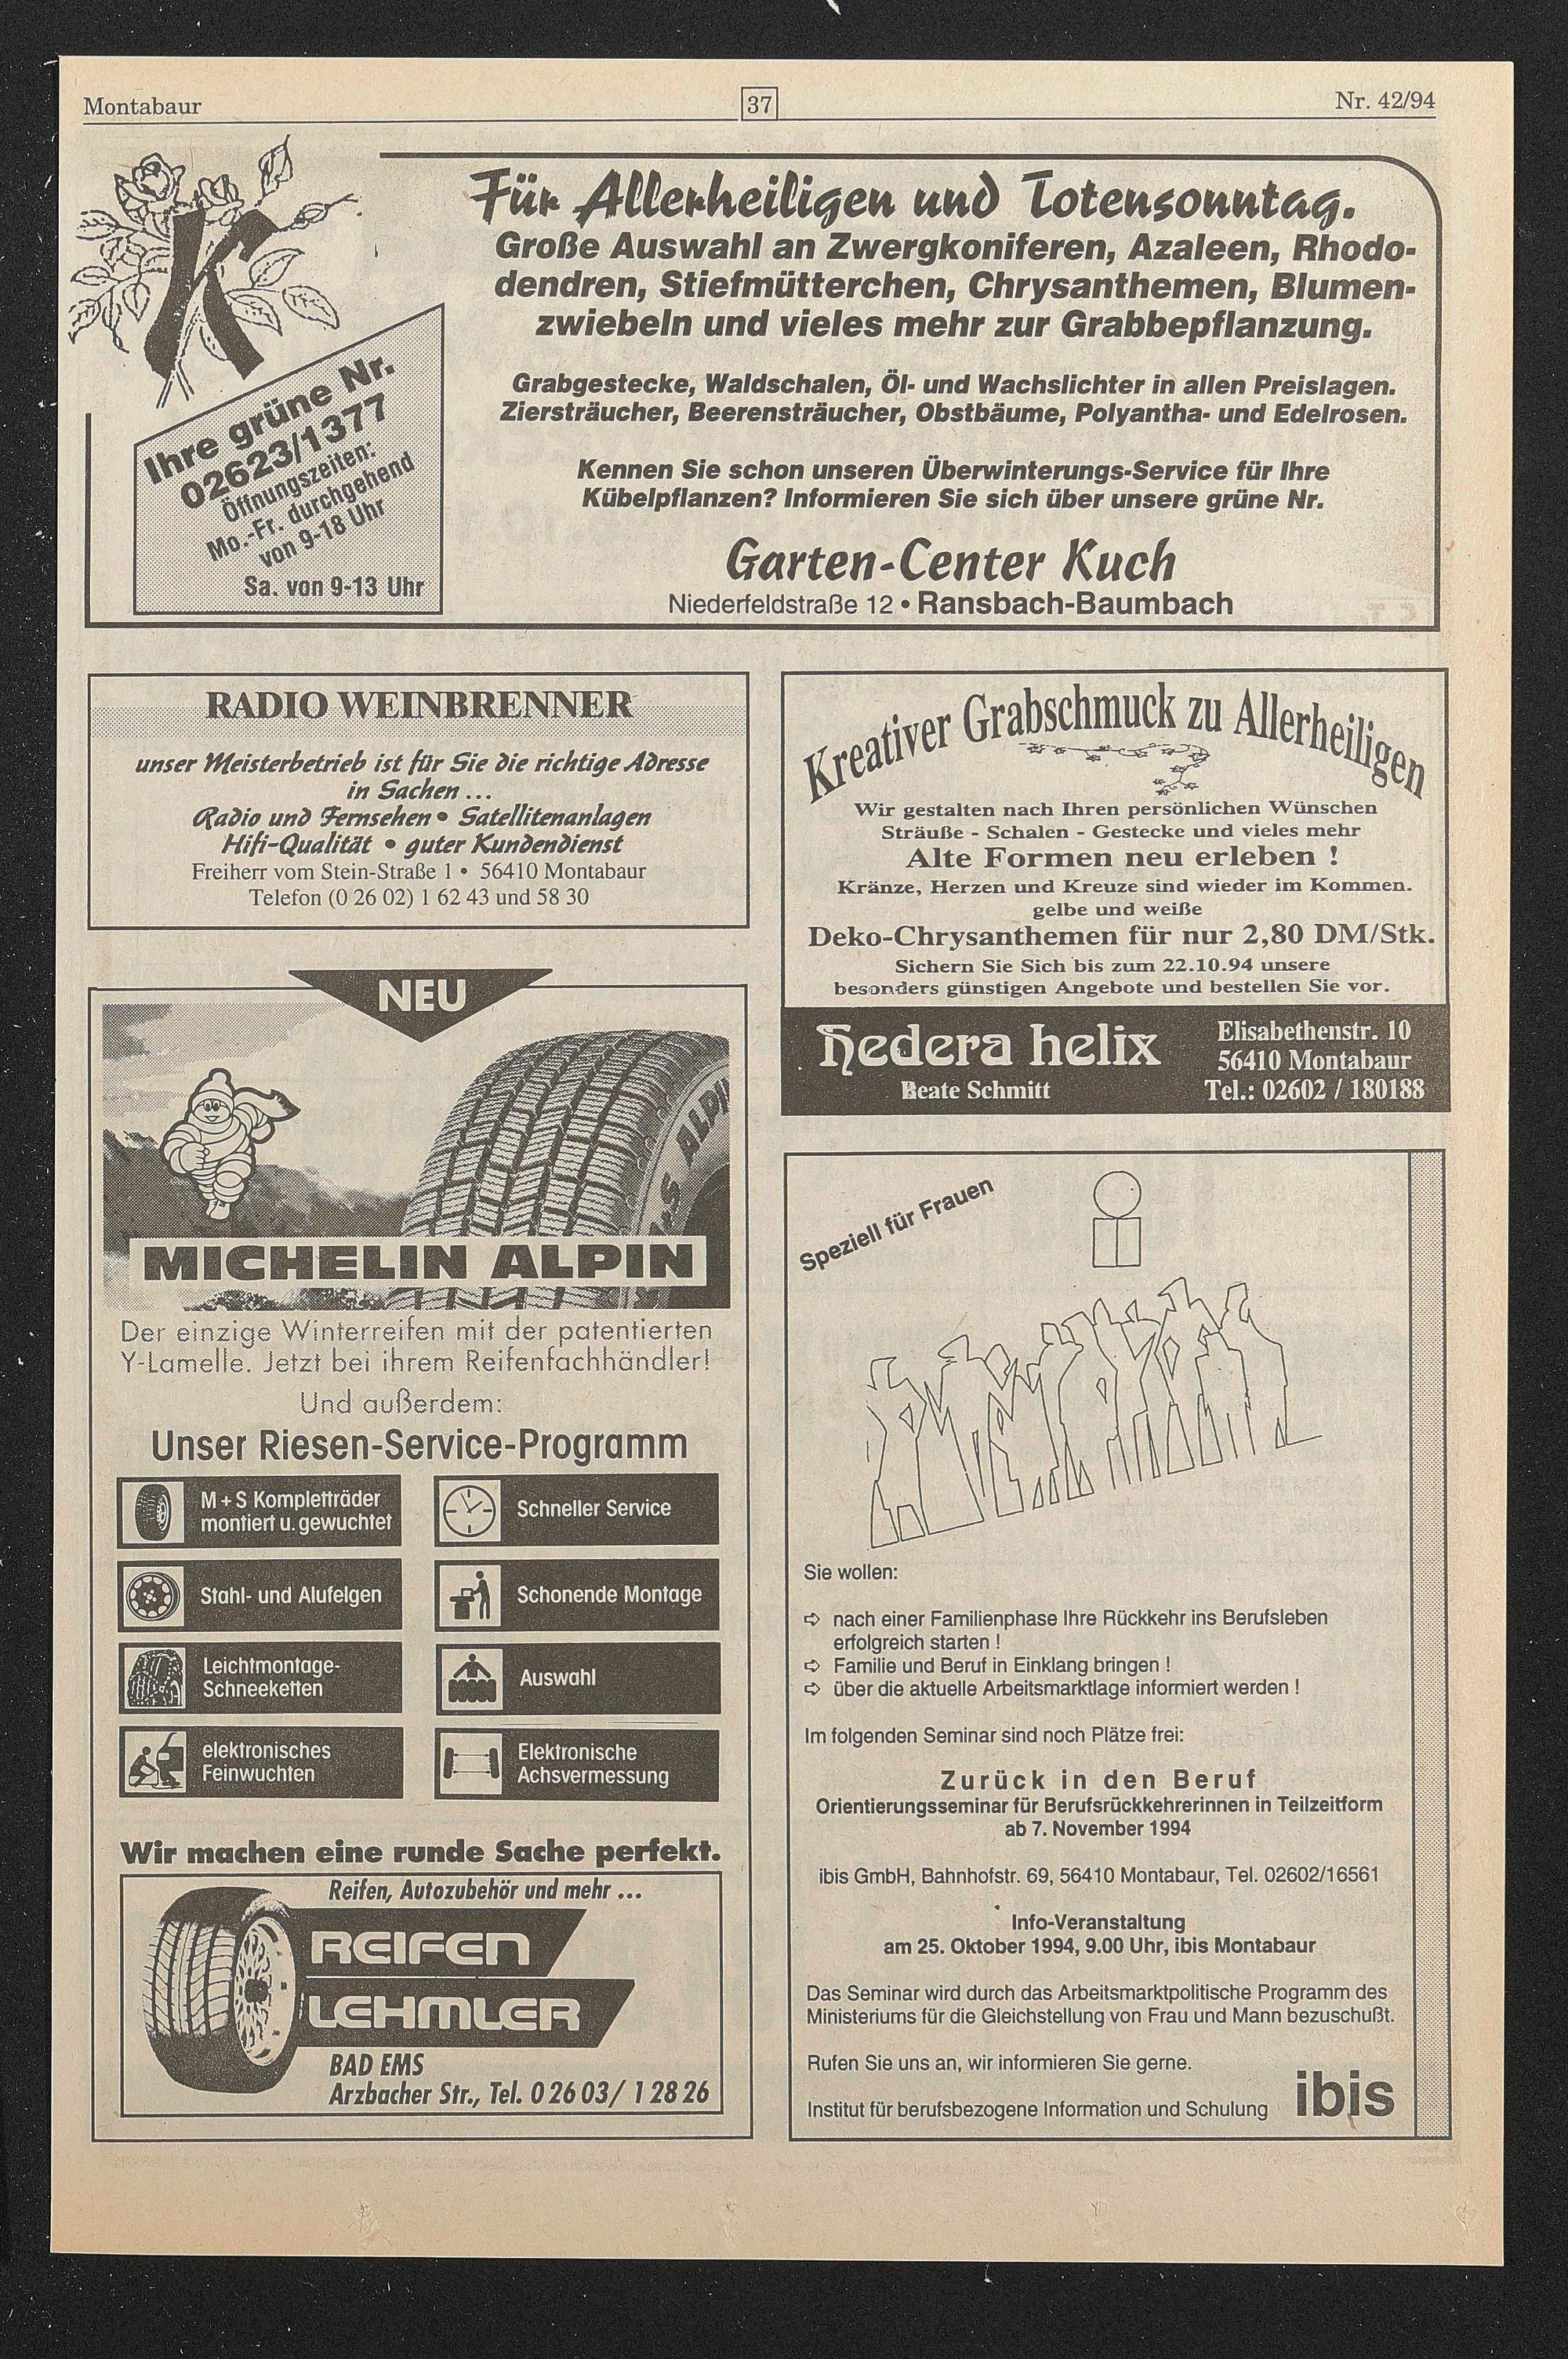 Montabaur
37
Nr. 42/94
Für Allerheiligen und Totensonntag.
Große Auswahl an Zwergkoniferen, Azaleen, Rhodo-
dendren, Stiefmütterchen, Chrysanthemen, Blumen-
zwiebeln und vieles mehr zur Grabbepflanzung.
Grabgestecke, Waldschalen, Öl- und Wachslichter in allen Preislagen.
Ziersträucher, Beerensträucher, Obstbäume, Polyantha- und Edelrosen.
Kennen Sie schon unseren Überwinterungs-Service für Ihre
Kübelpflanzen? Informieren Sie sich über unsere grüne Nr.
Garten-Center Kuch
Niederfeldstraße 12 • Ransbach-Baumbach
K
Ihre grüne Nr.
02623/1377
Öffnungszeiten:
Mo.-Fr. durchgehend
von 9-18 Uhr
Sa. von 9-13 Uhr
RADIO WEINBRENNER
unser Meisterbetrieb ist für Sie die richtige Adresse
in Sachen ...
Radio und Fernsehen • Satellitenanlagen
Hifi-Qualität • guter Kundendienst
Freiherr vom Stein-Straße 1 • 56410 Montabaur
Telefon (0 26 02) 1 62 43 und 58 30
NEU
ALPIN
MICHELIN ALPIN
Der einzige Winterreifen mit der patentierten
Y-Lamelle. Jetzt bei ihrem Reifenfachhändler!
Und außerdem:
Unser Riesen-Service-Programm
M + S Kompletträder
montiert u. gewuchtet
Schneller Service
Stahl- und Alufelgen
Schonende Montage
Leichtmontage-
Schneeketten
Auswahl
elektronisches
Feinwuchten
Elektronische
Achsvermessung
Wir machen eine runde Sache perfekt.
Reifen, Autozubehör und mehr ...
REIFEN
LEHMLER
BAD EMS
Arzbacher Str., Tel. 0 26 03 / 1 28 26
Kreativer Grabschmuck zu Allerheiligen
Wir gestalten nach Ihren persönlichen Wünschen
Sträuße - Schalen - Gestecke und vieles mehr
Alte Formen neu erleben !
Kränze, Herzen und Kreuze sind wieder im Kommen.
gelbe und weiße
Deko-Chrysanthemen für nur 2,80 DM/Stk.
Sichern Sie Sich bis zum 22.10.94 unsere
besonders günstigen Angebote und bestellen Sie vor.
Hedera helix
Beate Schmitt
Elisabethenstr. 10
56410 Montabaur
Tel.: 02602 / 180188
Speziell für Frauen
Sie wollen:
⇨ nach einer Familienphase Ihre Rückkehr ins Berufsleben
erfolgreich starten !
⇨ Familie und Beruf in Einklang bringen !
⇨ über die aktuelle Arbeitsmarktlage informiert werden !
Im folgenden Seminar sind noch Plätze frei:
Zurück in den Beruf
Orientierungsseminar für Berufsrückkehrerinnen in Teilzeitform
ab 7. November 1994
ibis GmbH, Bahnhofstr. 69, 56410 Montabaur, Tel. 02602/16561
Info-Veranstaltung
am 25. Oktober 1994, 9.00 Uhr, ibis Montabaur
Das Seminar wird durch das Arbeitsmarktpolitische Programm des
Ministeriums für die Gleichstellung von Frau und Mann bezuschußt.
Rufen Sie uns an, wir informieren Sie gerne.
Institut für berufsbezogene Information und Schulung
ibis